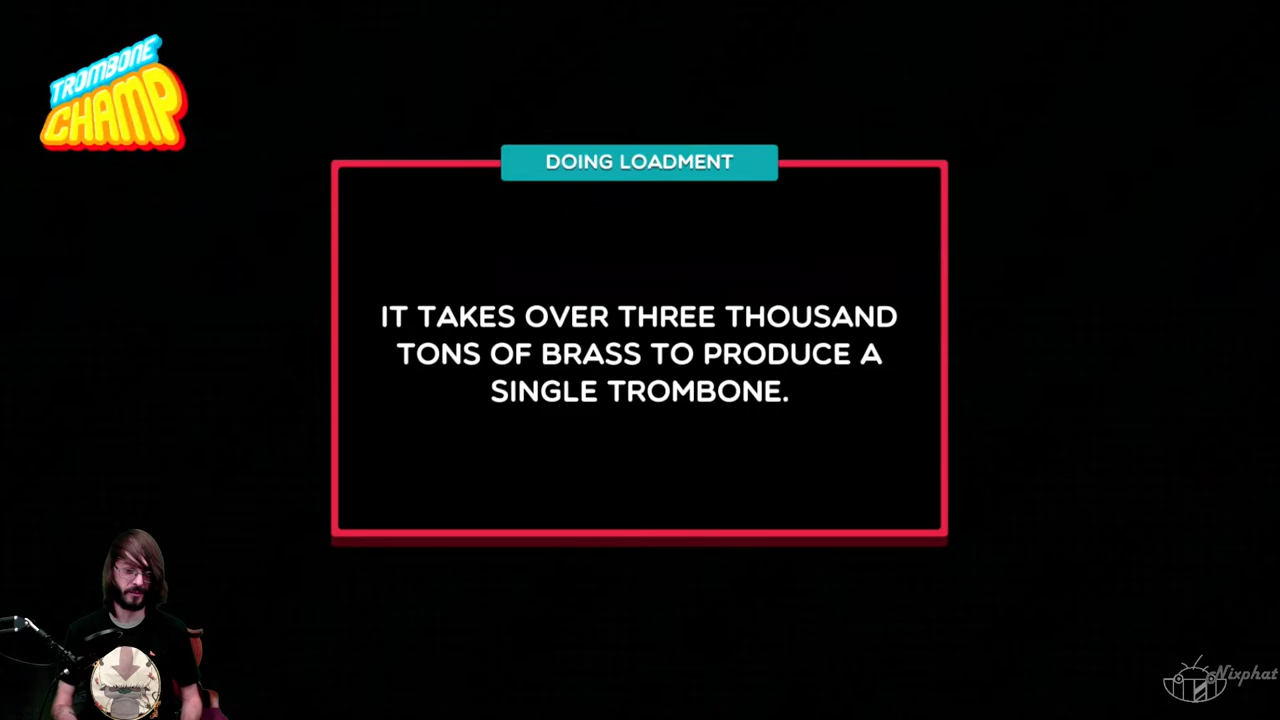 TROMBONE
CHAMP
DOING LOADMENT
IT TAKES OVER THREE THOUSAND
TONS OF BRASS TO PRODUCE A
SINGLE TROMBONE.
Nixphat